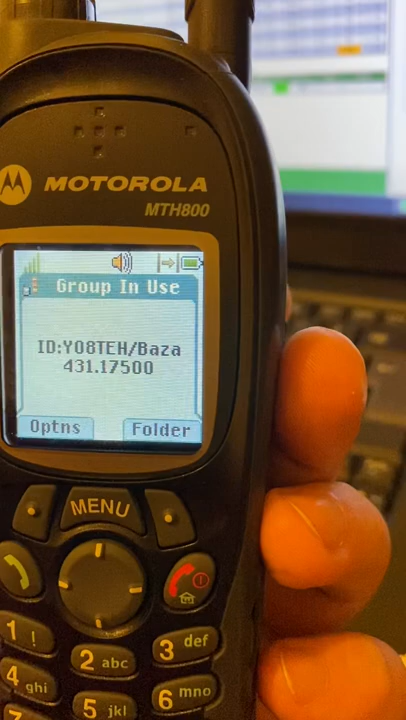 MOTOROLA
MTH800
Group In Use
ID:YO8TEH/Baza
431.17500
Optns
Folder
MENU
1 !
2 abc
3 def
4 ghi
5 jkl
6 mno
7